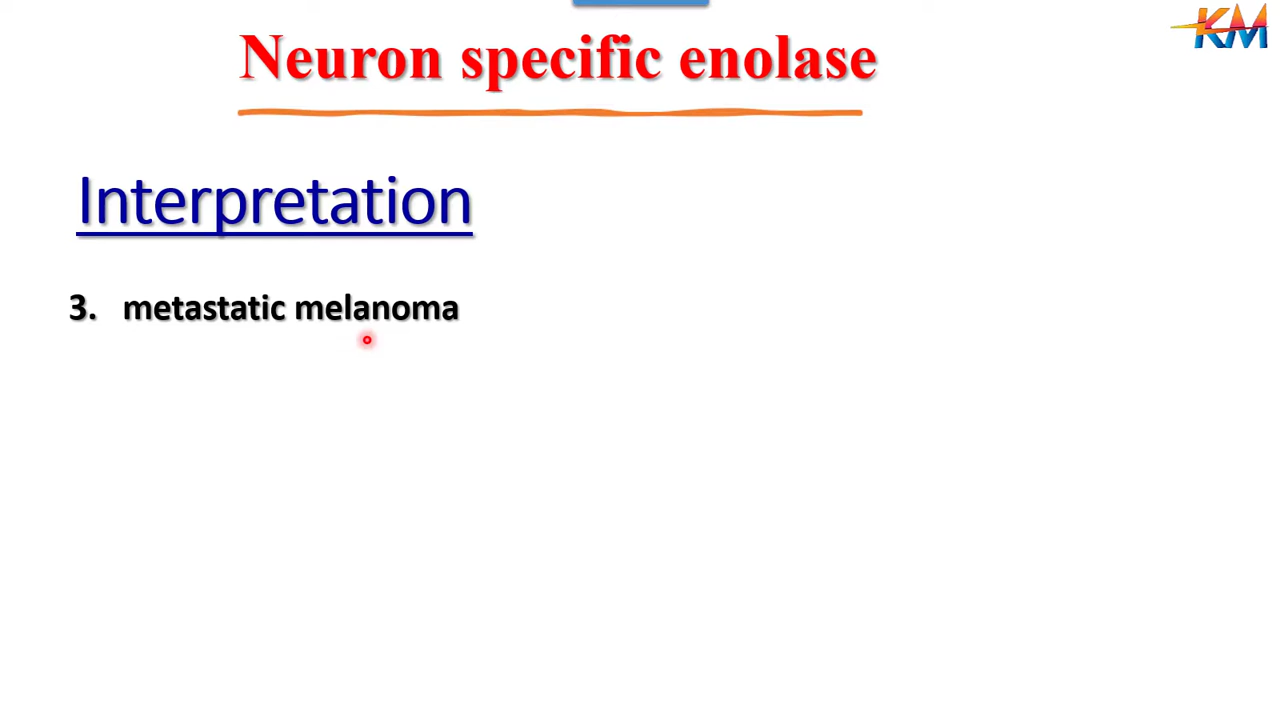 KM
Neuron specific enolase
Interpretation
3. metastatic melanoma